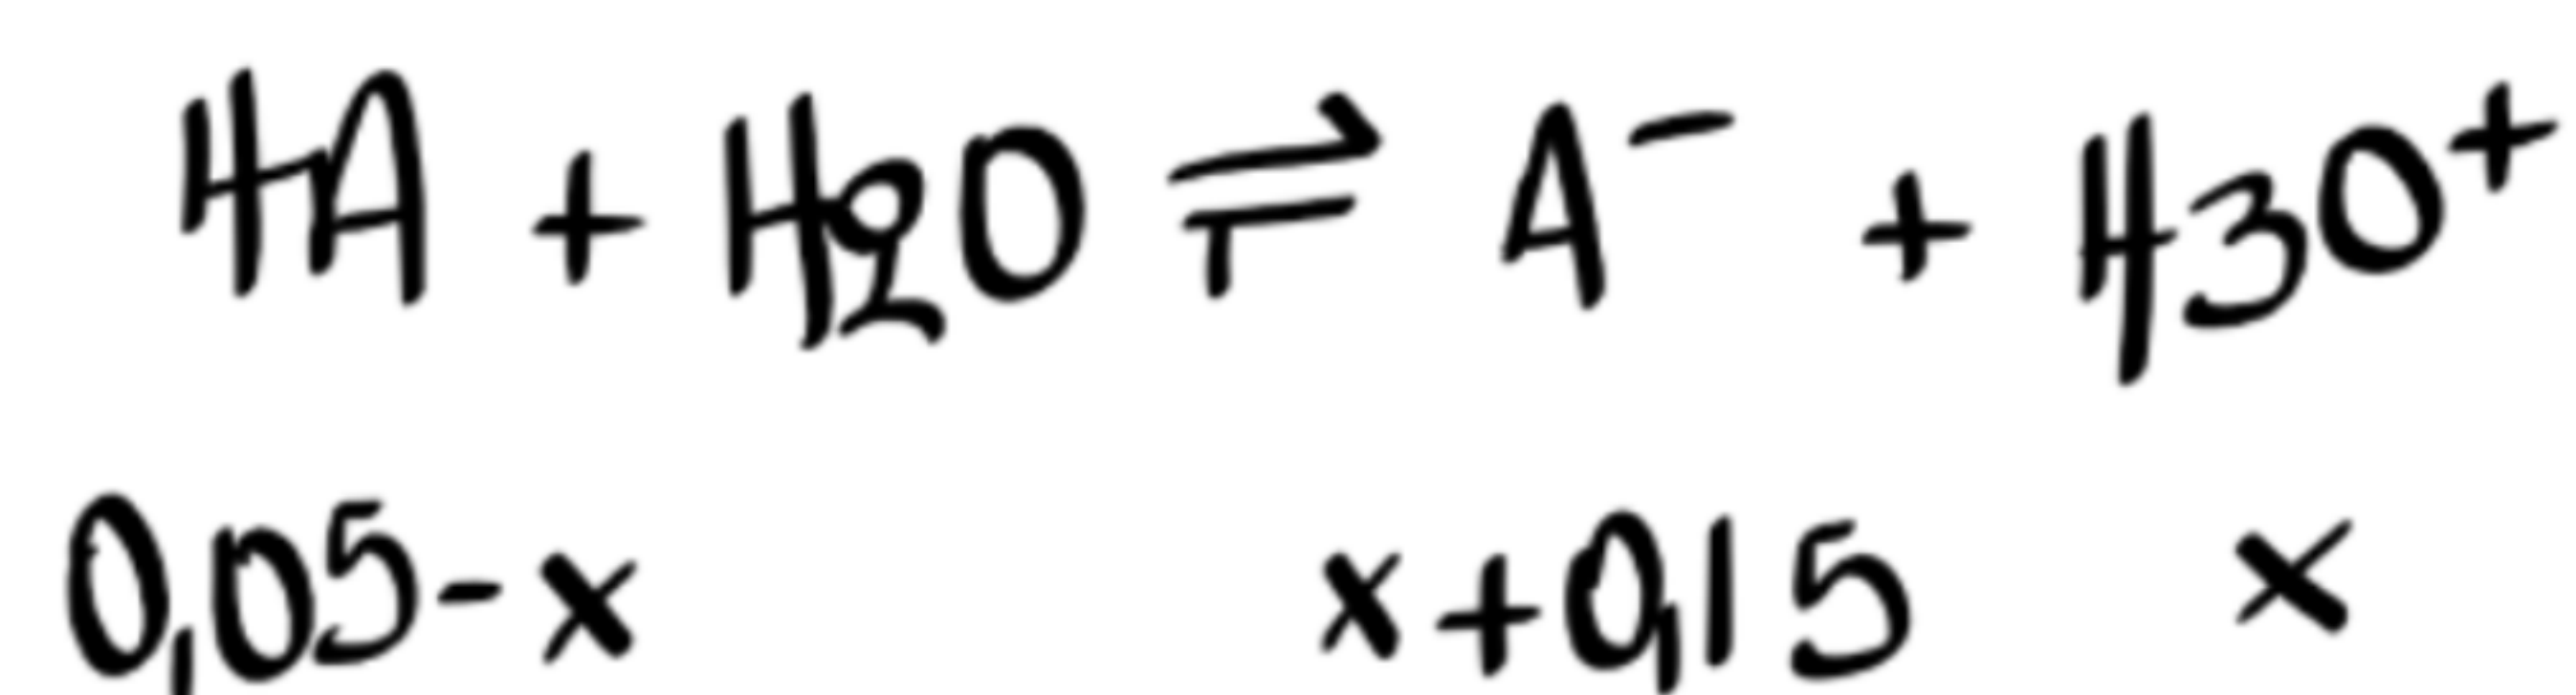 HA + H2O ⇌ A⁻ + H3O⁺
0,05-x x+0,15 x